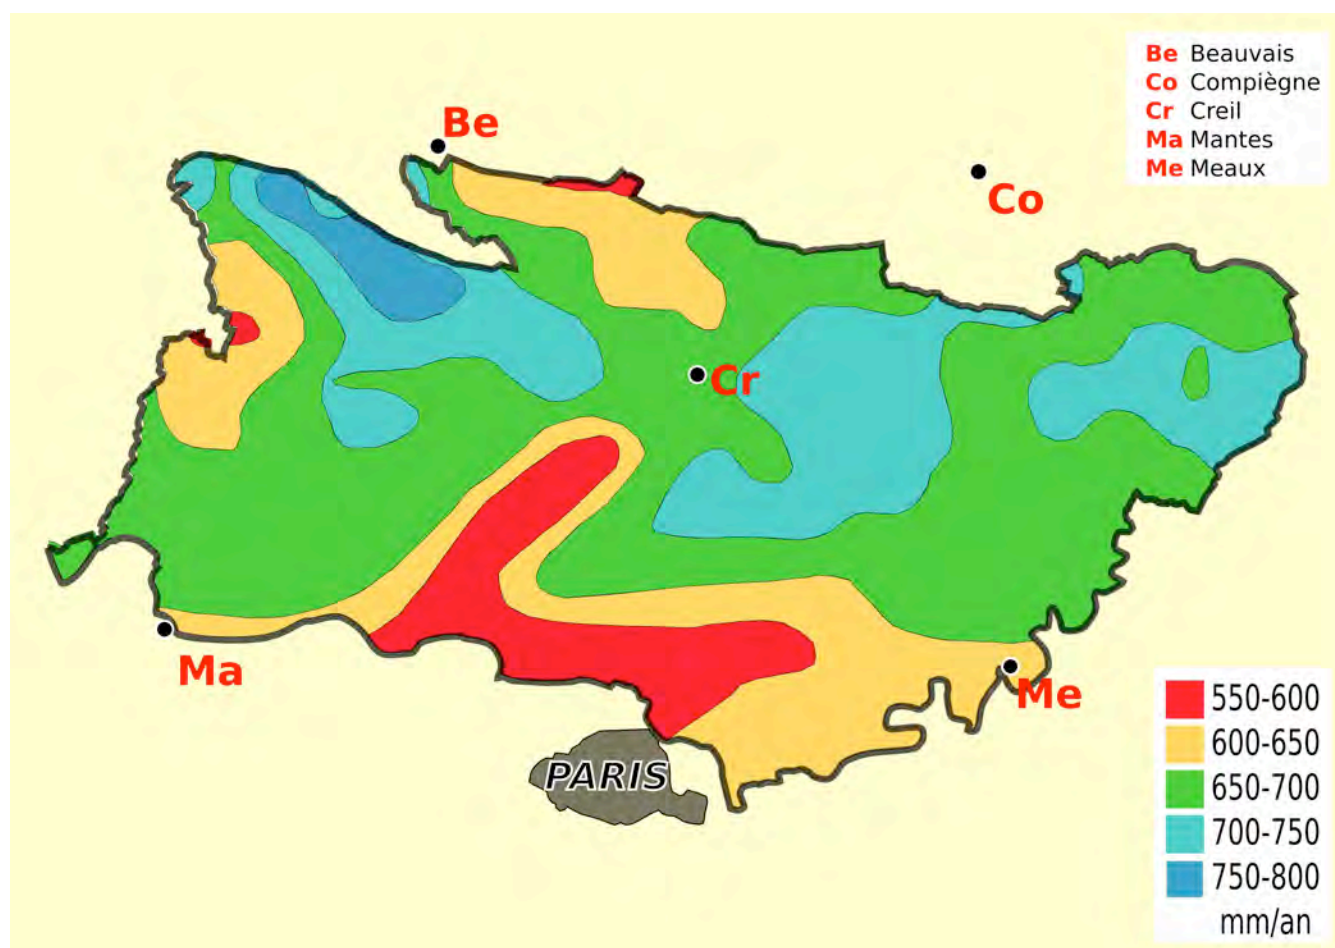 Be Beauvais
Co Compiègne
Cr Creil
Ma Mantes
Me Meaux
Be
Co
Cr
Ma
Me
PARIS
550-600
600-650
650-700
700-750
750-800
mm/an